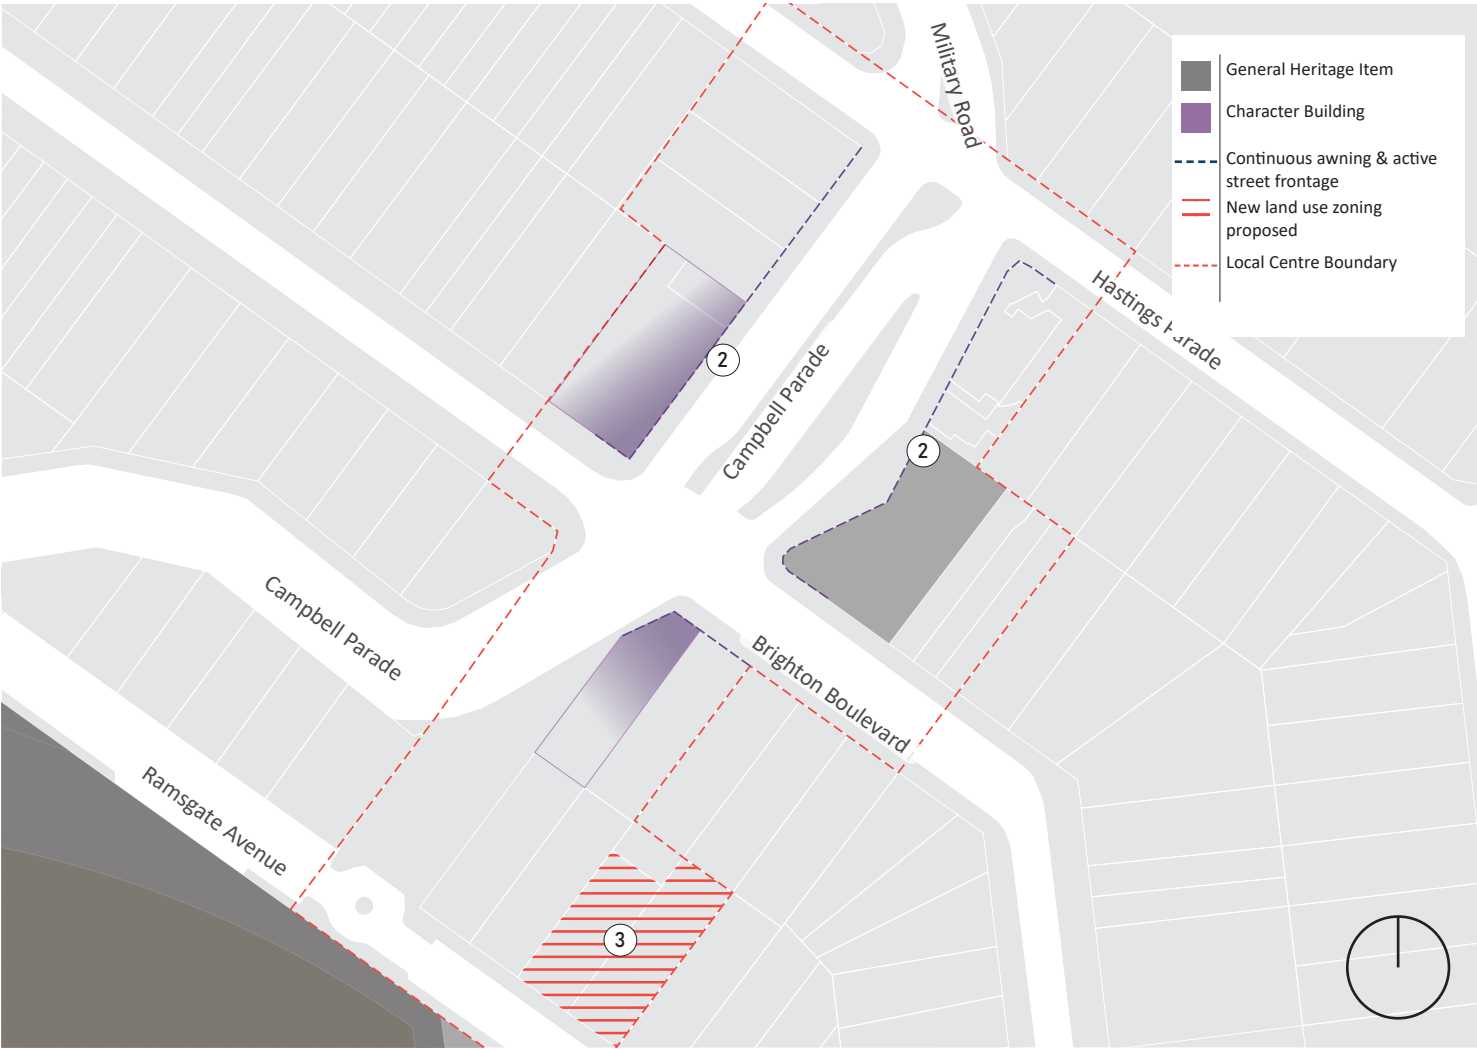 Military Road
General Heritage Item
Character Building
Continuous awning & active
street frontage
New land use zoning
proposed
Local Centre Boundary
Hastings Parade
2
Campbell Parade
2
Campbell Parade
Brighton Boulevard
Ramsgate Avenue
3